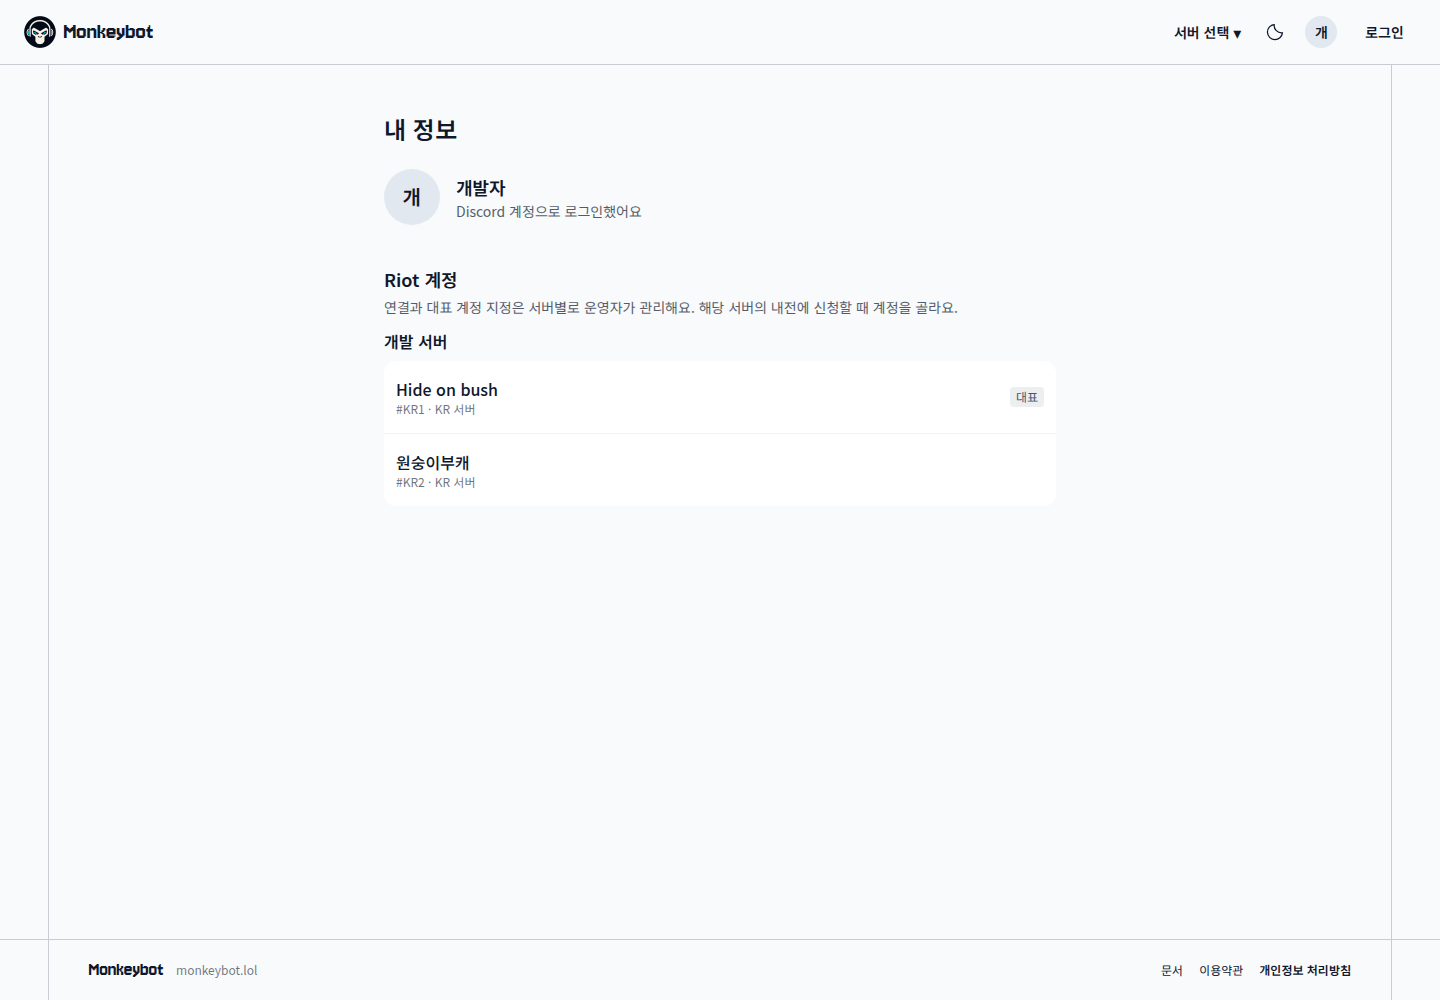 Monkeybot
서버 선택 ▾
개
로그인
내 정보
개
개발자
Discord 계정으로 로그인했어요
Riot 계정
연결과 대표 계정 지정은 서버별로 운영자가 관리해요. 해당 서버의 내전에 신청할 때 계정을 골라요.
개발 서버
Hide on bush
대표
#KR1 · KR 서버
원숭이부캐
#KR2 · KR 서버
Monkeybot monkeybot.lol
문서 이용약관 개인정보 처리방침